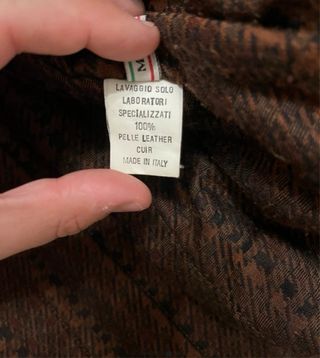 M
LAVAGGIO SOLO
LABORATORI
SPECIALIZZATI
100%
PELLE LEATHER
CUIR
MADE IN ITALY